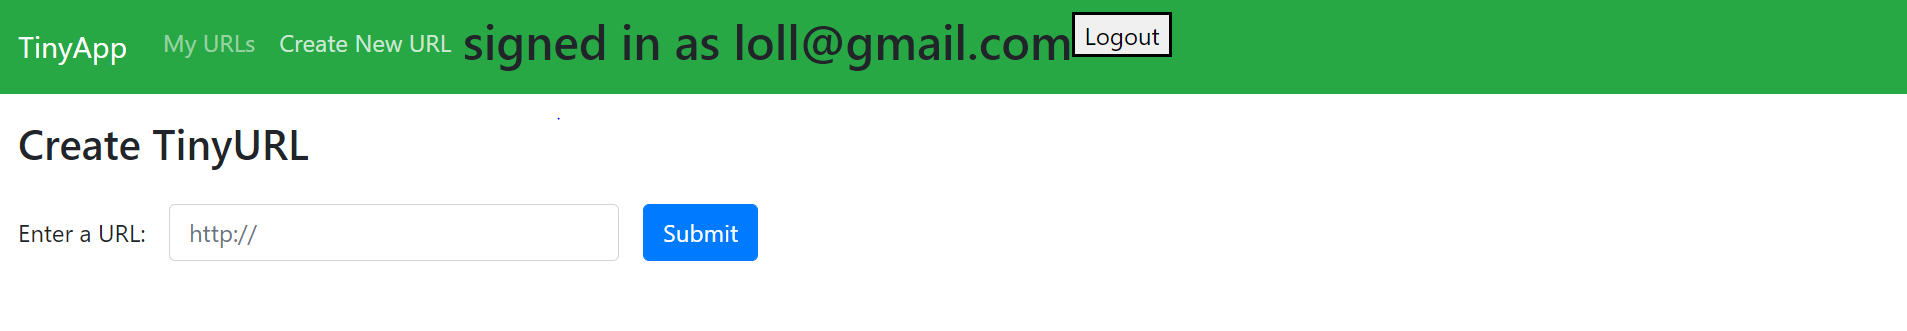 TinyApp My URLs Create New URL signed in as loll@gmail.com Logout
Create TinyURL
Enter a URL: http:// Submit